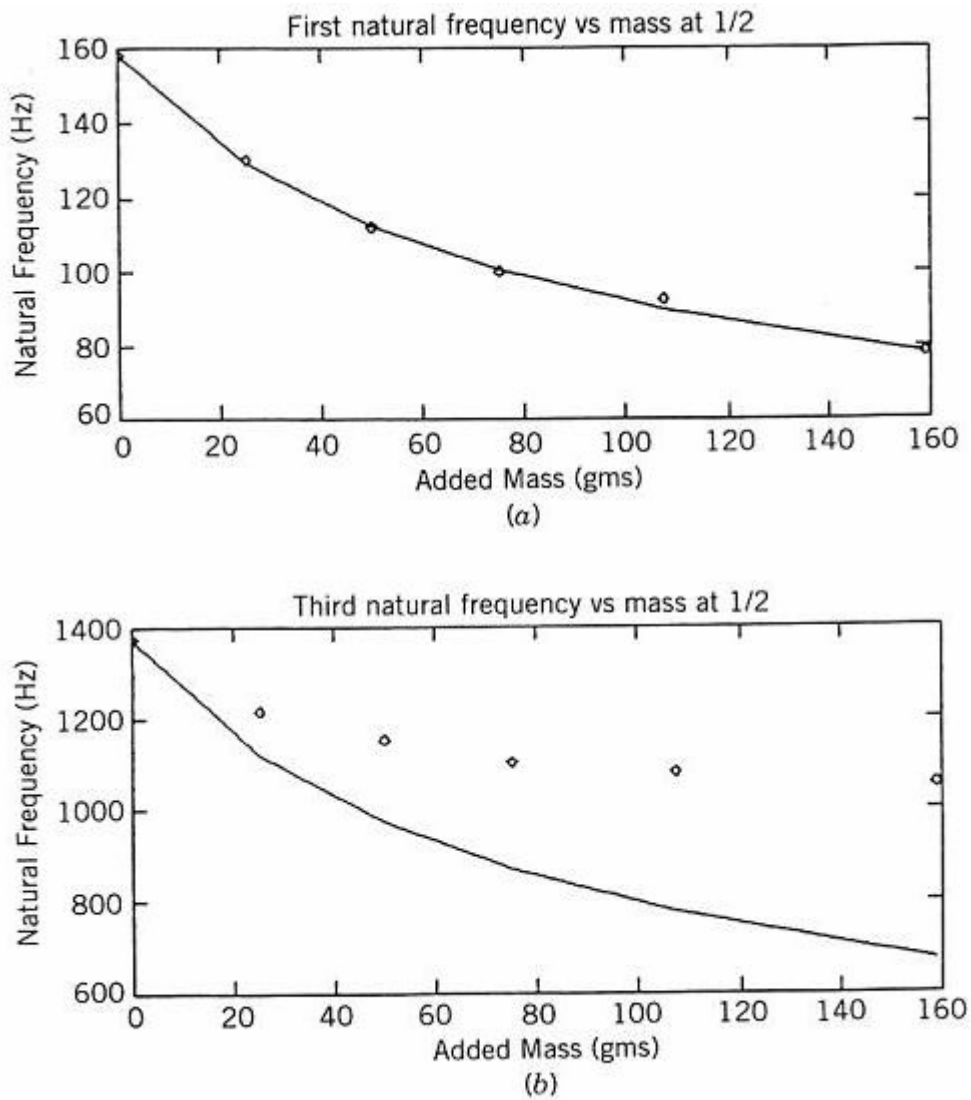 First natural frequency vs mass at 1/2
Natural Frequency (Hz)
160
140
120
100
80
60
0 20 40 60 80 100 120 140 160
Added Mass (gms)
(a)
Third natural frequency vs mass at 1/2
Natural Frequency (Hz)
1400
1200
1000
800
600
0 20 40 60 80 100 120 140 160
Added Mass (gms)
(b)